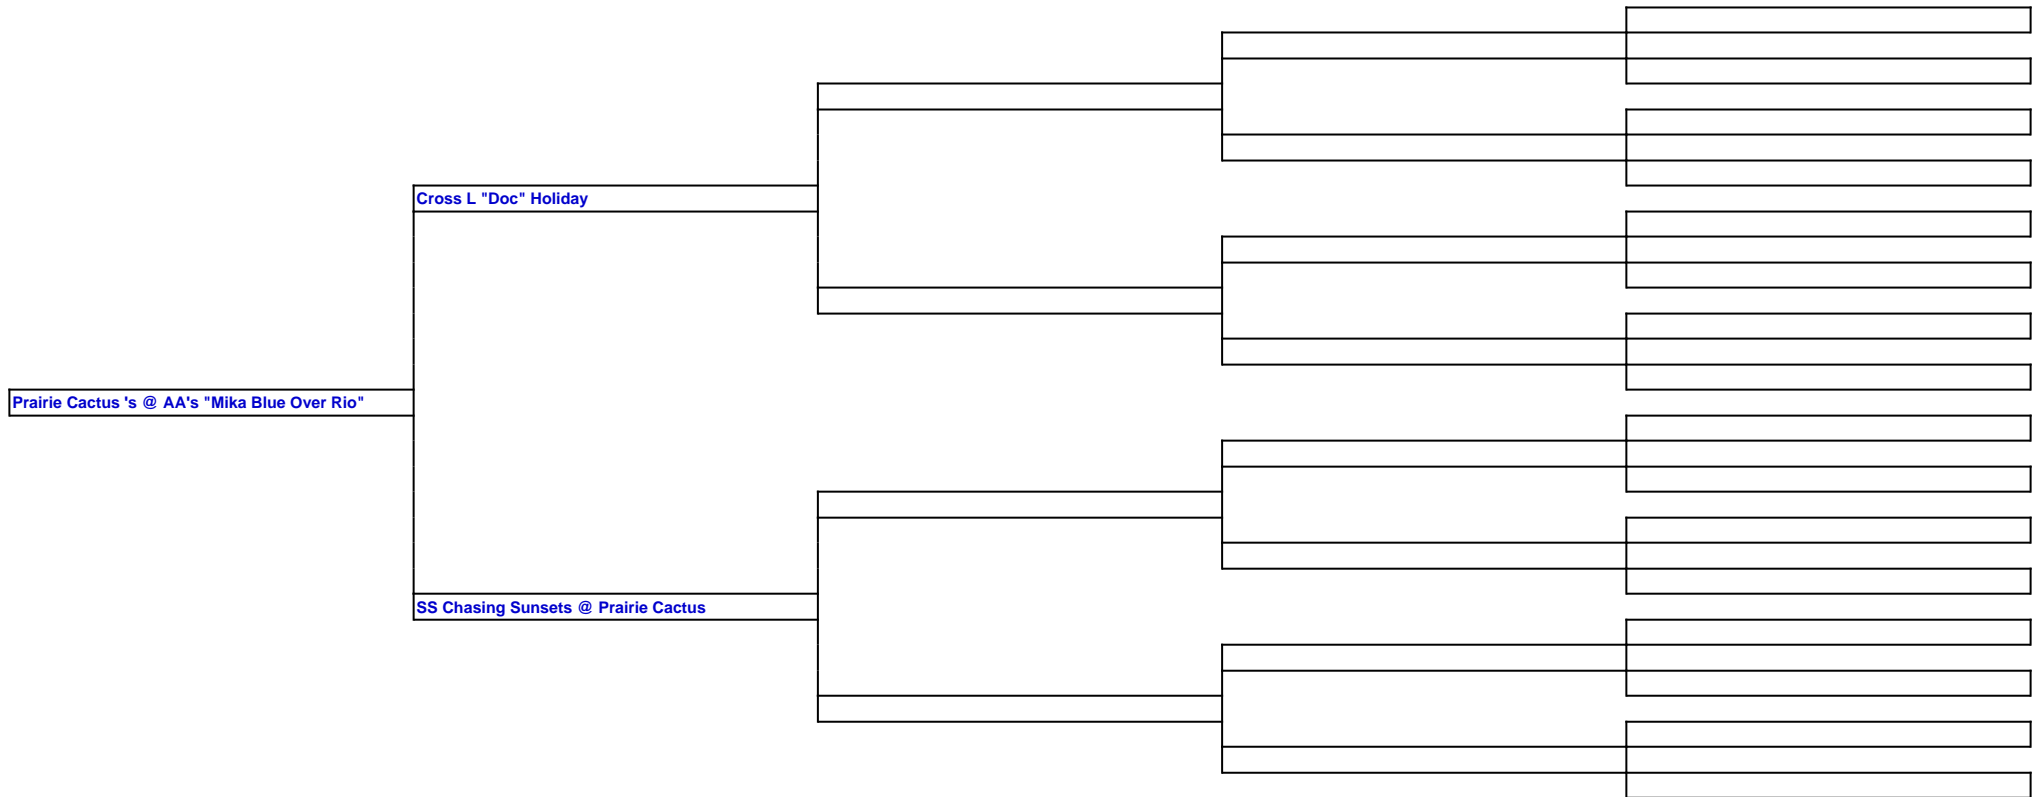 Cross L "Doc" Holiday
Prairie Cactus 's @ AA's "Mika Blue Over Rio"
SS Chasing Sunsets @ Prairie Cactus